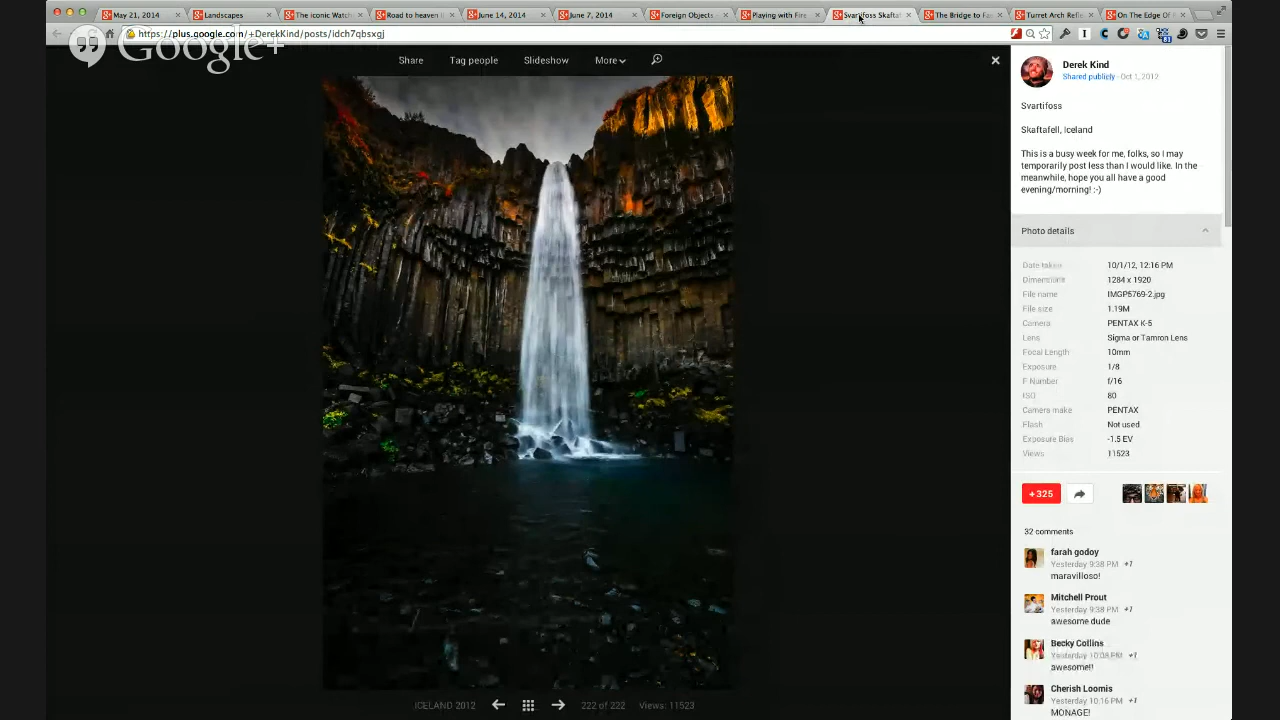 May 21, 2014
Landscapes
The iconic Watch
Road to heaven
June 14, 2014
June 7, 2014
Foreign Objects
Playing with Fire
Svartifoss Skaftaf
The Bridge to Fa
Turret Arch Refle
On The Edge Of
https://plus.google.com/+DerekKind/posts/idch7qbsxgj
Google+
Share
Tag people
Slideshow
More
Derek Kind
Shared publicly - Oct 1, 2012
Svartifoss
Skaftafell, Iceland
This is a busy week for me, folks, so I may
temporarily post less than I would like. In the
meanwhile, hope you all have a good
evening/morning! :-)
Photo details
Date taken 10/1/12, 12:16 PM
Dimensions 1284 x 1920
File name IMGP5769-2.jpg
File size 1.19M
Camera PENTAX K-5
Lens Sigma or Tamron Lens
Focal Length 10mm
Exposure 1/8
F Number f/16
ISO 80
Camera make PENTAX
Flash Not used
Exposure Bias -1.5 EV
Views 11523
+325
32 comments
farah godoy
Yesterday 9:38 PM +1
maravilloso!
Mitchell Prout
Yesterday 9:38 PM +1
awesome dude
Becky Collins
Yesterday 10:08 PM +1
awesome!!
Cherish Loomis
Yesterday 10:16 PM +1
MONAGE!
ICELAND 2012
222 of 222
Views: 11523